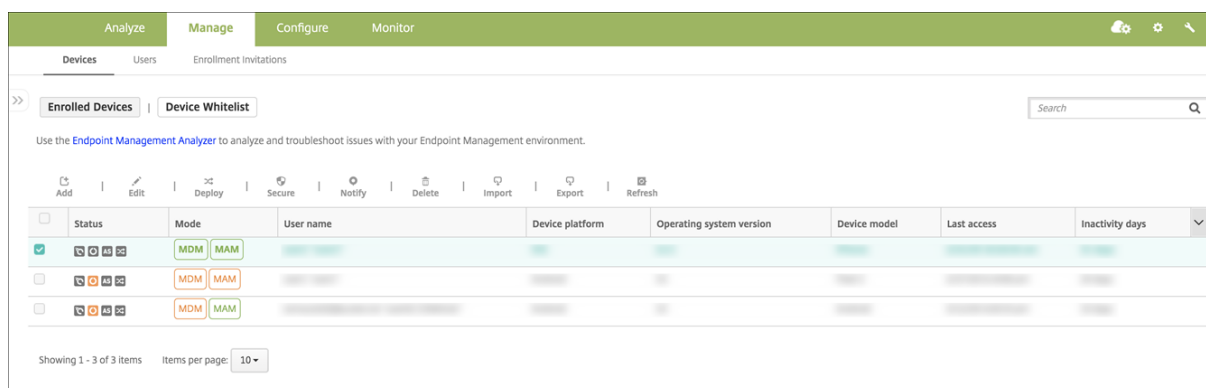 Analyze Manage Configure Monitor
Devices Users Enrollment Invitations
Enrolled Devices | Device Whitelist Search
Use the Endpoint Management Analyzer to analyze and troubleshoot issues with your Endpoint Management environment.
Add | Edit | Deploy | Secure | Notify | Delete | Import | Export | Refresh
Status Mode User name Device platform Operating system version Device model Last access Inactivity days
AS MDM MAM
AS MDM MAM
AS MDM MAM
Showing 1 - 3 of 3 items Items per page: 10